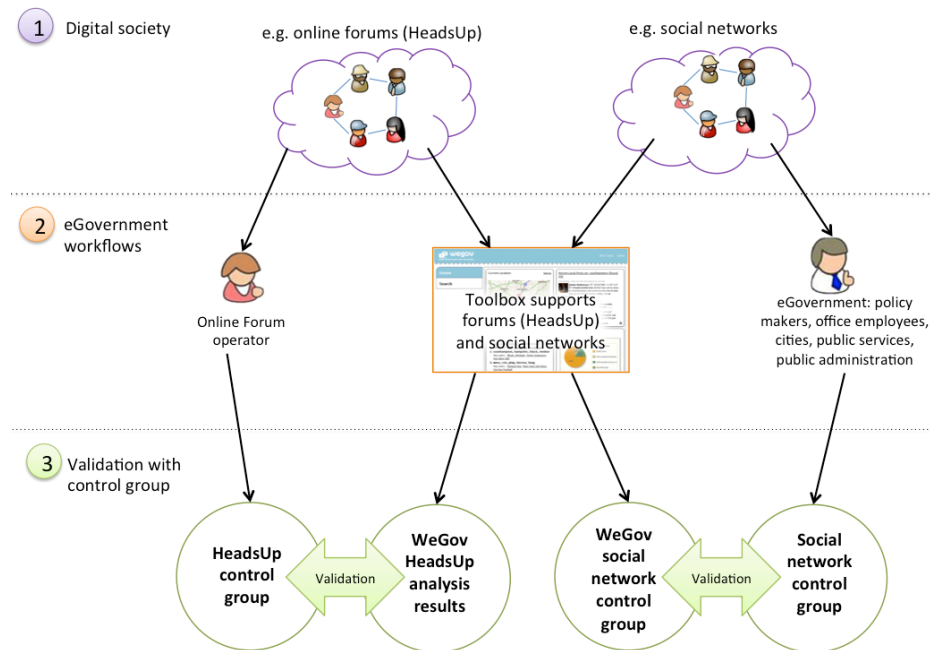 1
Digital society
e.g. online forums (HeadsUp)
e.g. social networks
2
eGovernment
workflows
wegov
Search
Toolbox supports
forums (HeadsUp)
and social networks
Online Forum
operator
eGovernment: policy
makers, office employees,
cities, public services,
public administration
3
Validation with
control group
HeadsUp
control
group
Validation
WeGov
HeadsUp
analysis
results
WeGov
social
network
control
group
Validation
Social
network
control
group